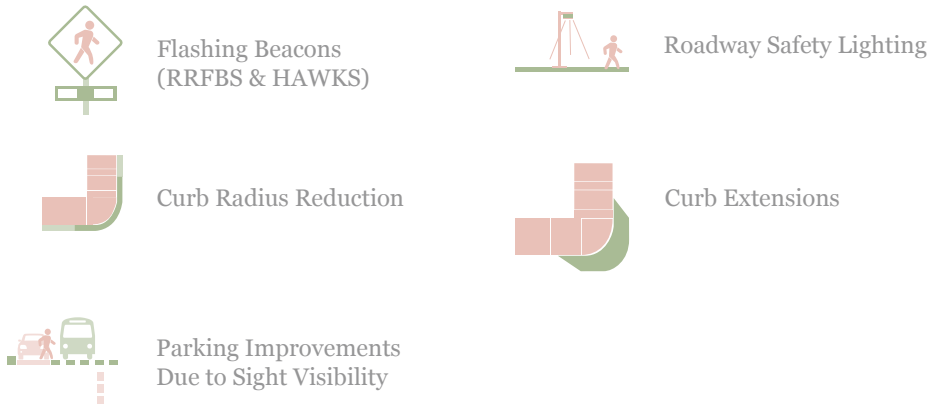 Flashing Beacons
(RRFBS & HAWKS)
Roadway Safety Lighting
Curb Radius Reduction
Curb Extensions
Parking Improvements
Due to Sight Visibility